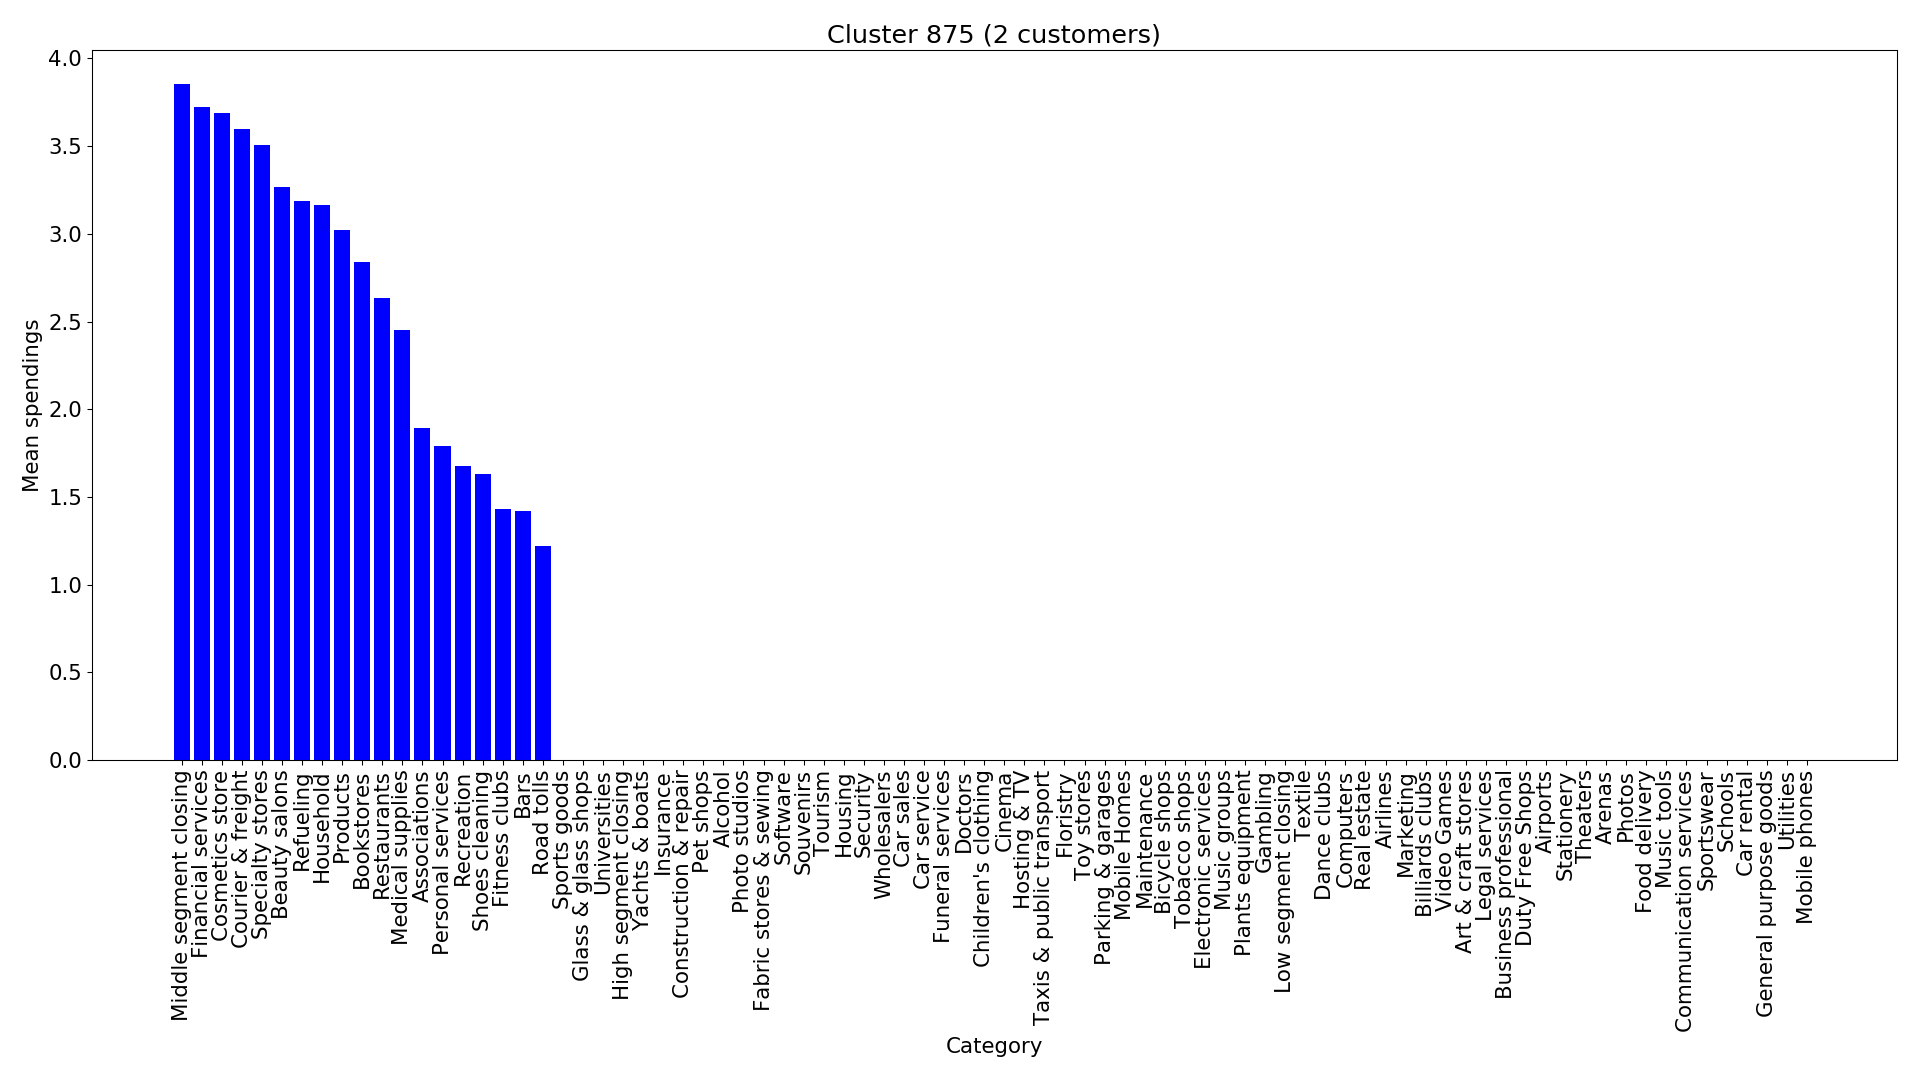 Cluster 875 (2 customers)
4.0
3.5
3.0
2.5
2.0
1.5
1.0
0.5
0.0
Mean spendings
Middle segment closing
Financial services
Cosmetics store
Courier & freight
Specialty stores
Beauty salons
Refueling
Household
Products
Bookstores
Restaurants
Medical supplies
Associations
Personal services
Recreation
Shoes cleaning
Fitness clubs
Bars
Road tolls
Sports goods
Glass & glass shops
Universities
High segment closing
Yachts & boats
Insurance
Construction & repair
Pet shops
Alcohol
Photo studios
Fabric stores & sewing
Software
Souvenirs
Tourism
Housing
Security
Wholesalers
Car sales
Car service
Funeral services
Doctors
Children's clothing
Cinema
Hosting & TV
Taxis & public transport
Floristry
Toy stores
Parking & garages
Mobile Homes
Maintenance
Bicycle shops
Tobacco shops
Electronic services
Music groups
Plants equipment
Gambling
Low segment closing
Textile
Dance clubs
Computers
Real estate
Airlines
Marketing
Billiards clubs
Video Games
Art & craft stores
Legal services
Business professional
Duty Free Shops
Airports
Stationery
Theaters
Arenas
Photos
Food delivery
Music tools
Communication services
Sportswear
Schools
Car rental
General purpose goods
Utilities
Mobile phones
Category